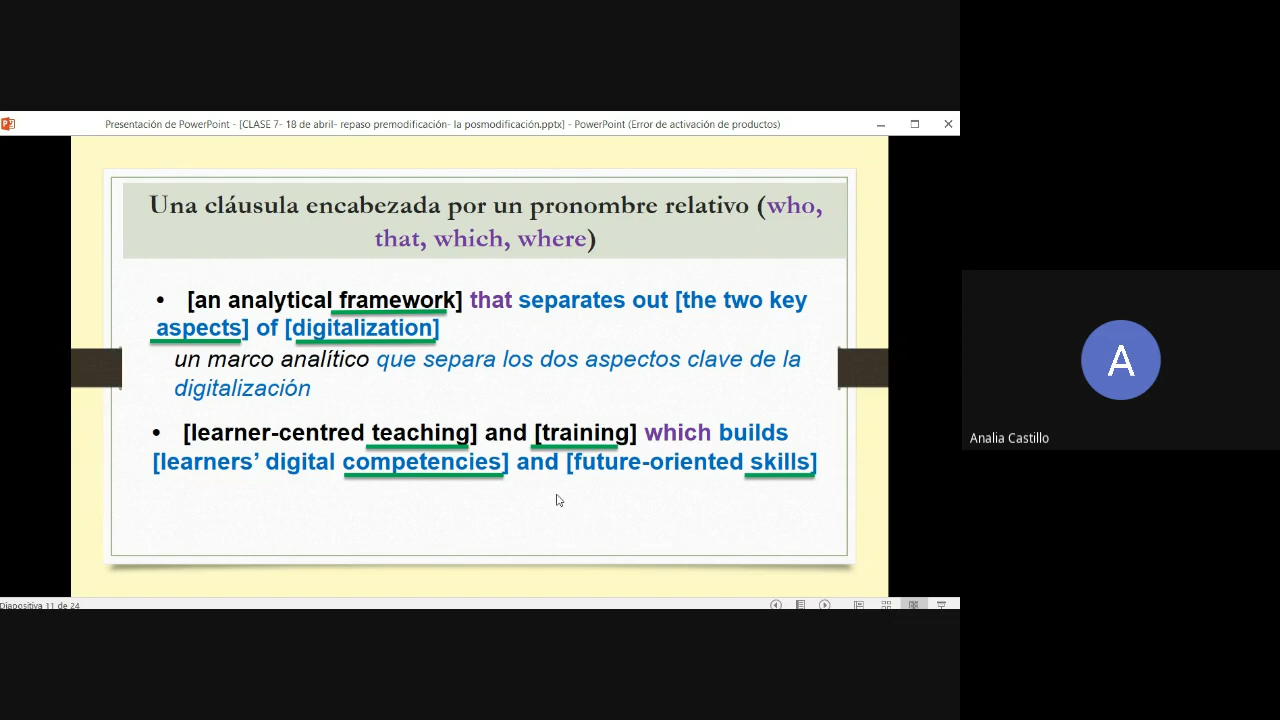 Presentación de PowerPoint - [CLASE 7- 18 de abril- repaso premodificación- la posmodificación.pptx] - PowerPoint (Error de activación de productos)
Una cláusula encabezada por un pronombre relativo (who,
that, which, where)
• [an analytical framework] that separates out [the two key
aspects] of [digitalization]
un marco analítico que separa los dos aspectos clave de la
digitalización
• [learner-centred teaching] and [training] which builds
[learners’ digital competencies] and [future-oriented skills]
A
Analia Castillo
Diapositiva 11 de 24